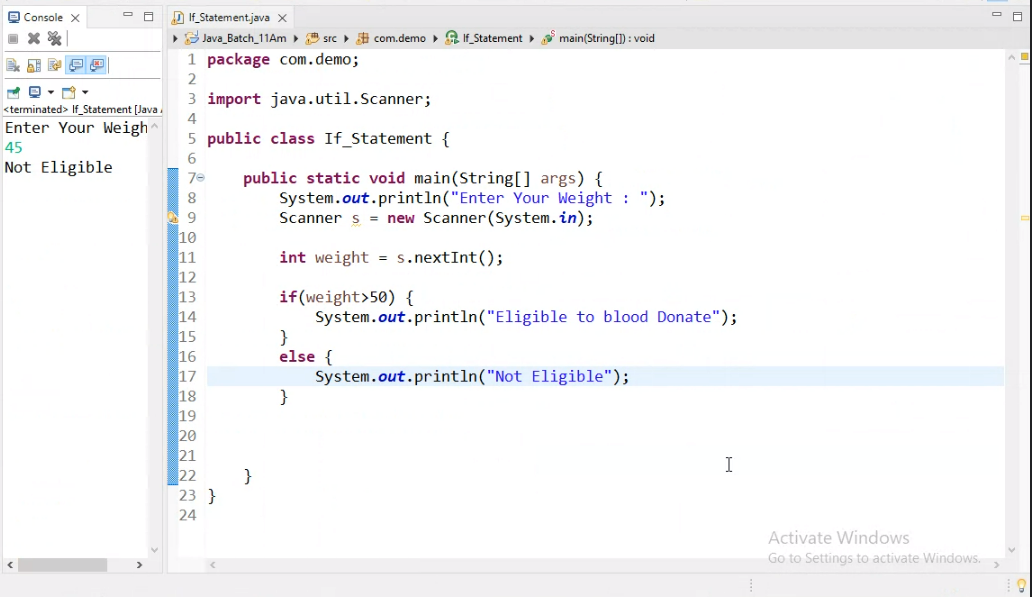 Console
<terminated> If_Statement [Java
Enter Your Weigh
45
Not Eligible
If_Statement.java
Java_Batch_11Am src com.demo If_Statement main(String[]) : void
1 package com.demo;
2
3 import java.util.Scanner;
4
5 public class If_Statement {
6
7 public static void main(String[] args) {
8 System.out.println("Enter Your Weight : ");
9 Scanner s = new Scanner(System.in);
10
11 int weight = s.nextInt();
12
13 if(weight>50) {
14 System.out.println("Eligible to blood Donate");
15 }
16 else {
17 System.out.println("Not Eligible");
18 }
19
20
21
22 }
23 }
24
Activate Windows
Go to Settings to activate Windows.